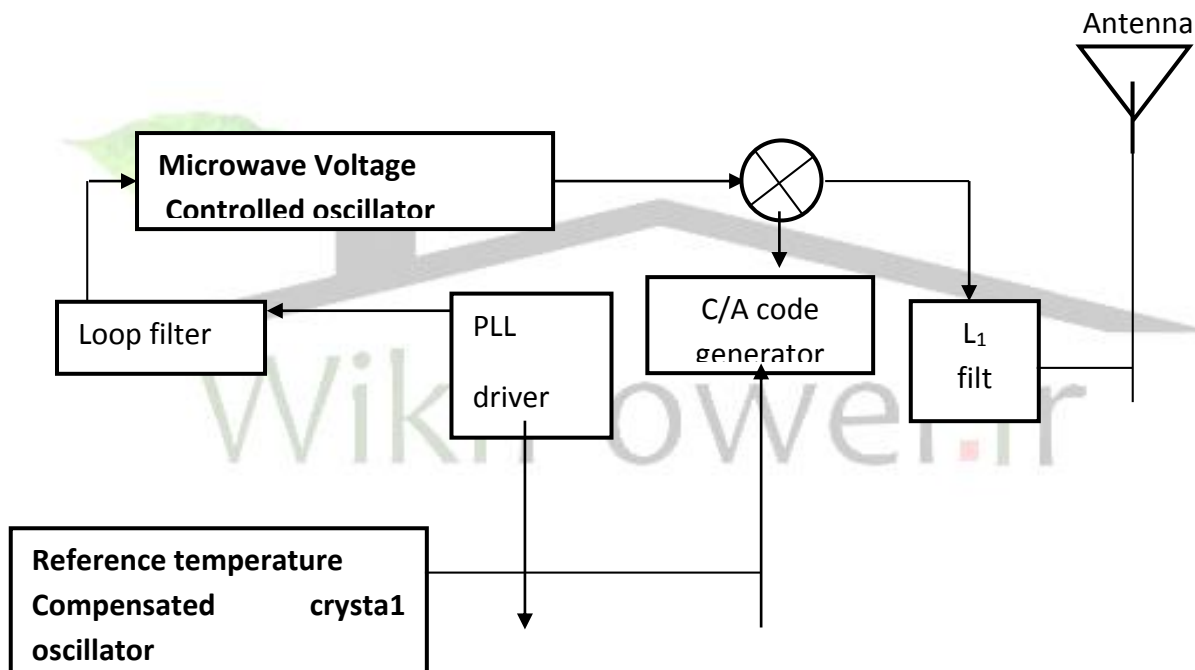 Antenna
Microwave Voltage
Controlled oscillator
Loop filter
PLL
driver
C/A code
generator
L₁
filt
Reference temperature
Compensated crysta1
oscillator